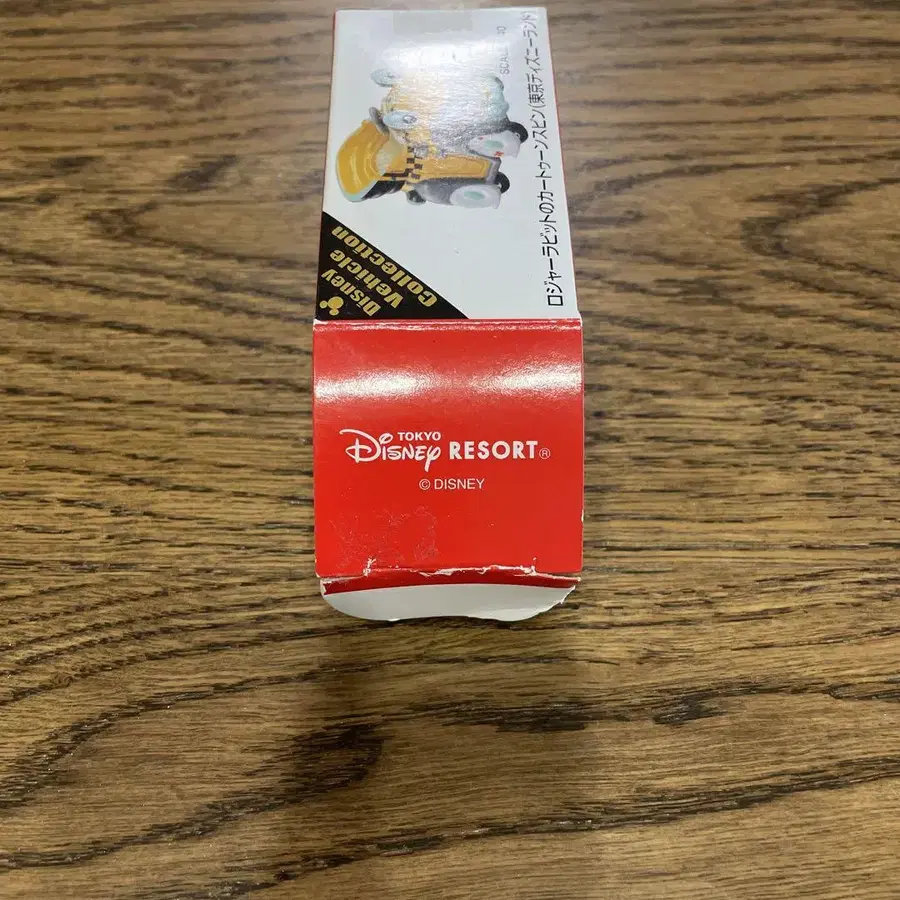 ロジャーラビットのカートゥーンスピン(東京ディズニーランド)
SCALE
Disney
Vehicle
Collection
TOKYO
Disney RESORT®
© DISNEY